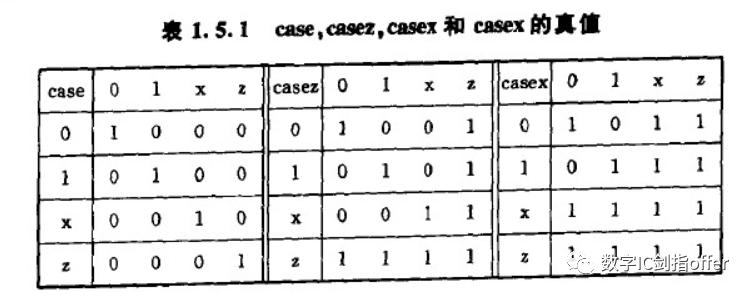 表 1.5.1 case,casez,casex 和 casex 的真值
case 0 1 x z casez 0 1 x z casex 0 1 x z
0 1 0 0 0 0 1 0 0 1 0 1 0 1 1
1 0 1 0 0 1 0 1 0 1 1 0 1 1 1
x 0 0 1 0 x 0 0 1 1 x 1 1 1 1
z 0 0 0 1 z 1 1 1 1 z 1 1 1 1
数字IC剑指offer